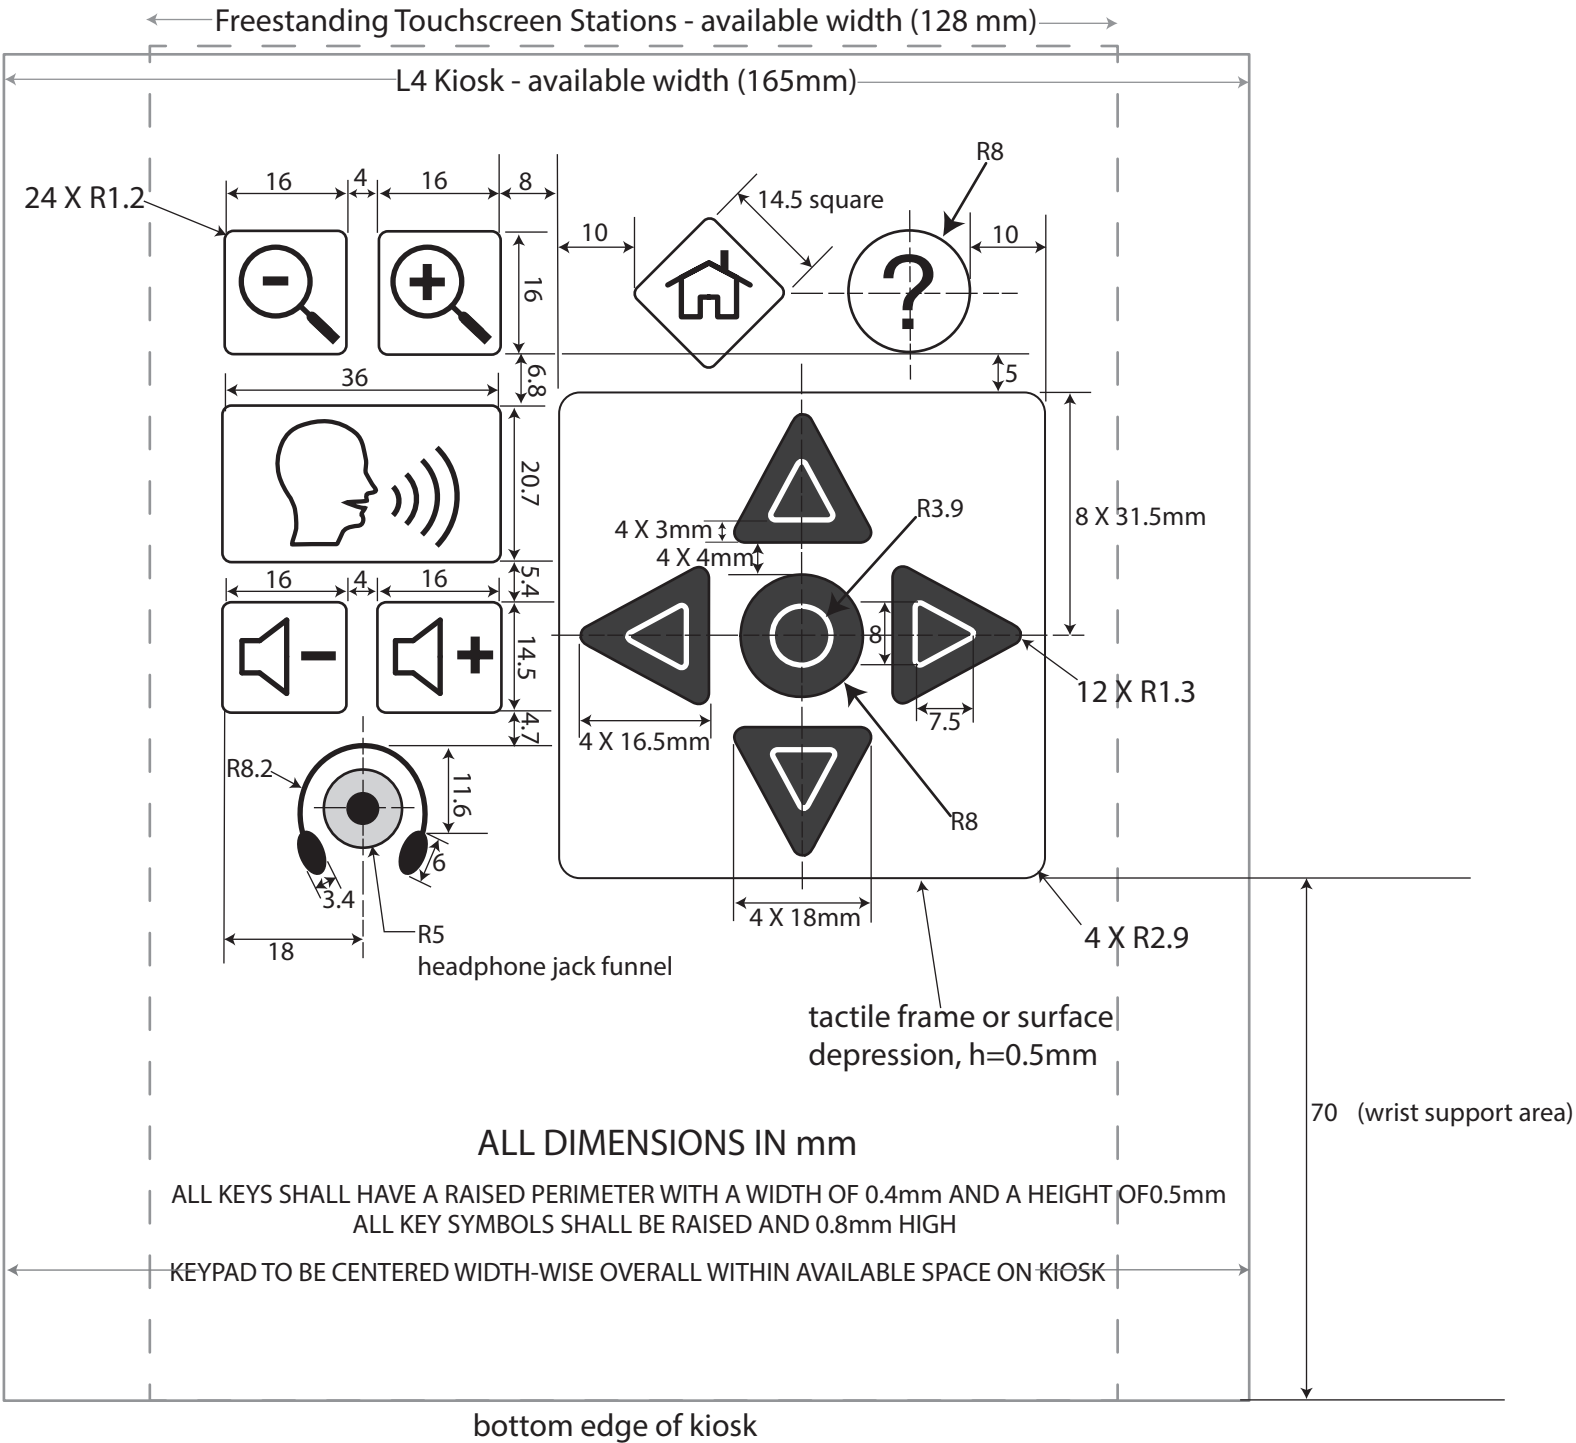 Freestanding Touchscreen Stations - available width (128 mm)
L4 Kiosk - available width (165mm)
R8
24 X R1.2
16
4
16
8
14.5 square
10
10
-
+
?
16
36
6.8
5
20.7
R3.9
8 X 31.5mm
4 X 3mm
4 X 4mm
16
4
16
5.4
-
+
14.5
8
12 X R1.3
4.7
4 X 16.5mm
7.5
R8.2
11.6
R8
6
3.4
4 X 18mm
18
R5
headphone jack funnel
4 X R2.9
tactile frame or surface
depression, h=0.5mm
70 (wrist support area)
ALL DIMENSIONS IN mm
ALL KEYS SHALL HAVE A RAISED PERIMETER WITH A WIDTH OF 0.4mm AND A HEIGHT OF0.5mm
ALL KEY SYMBOLS SHALL BE RAISED AND 0.8mm HIGH
KEYPAD TO BE CENTERED WIDTH-WISE OVERALL WITHIN AVAILABLE SPACE ON KIOSK
bottom edge of kiosk